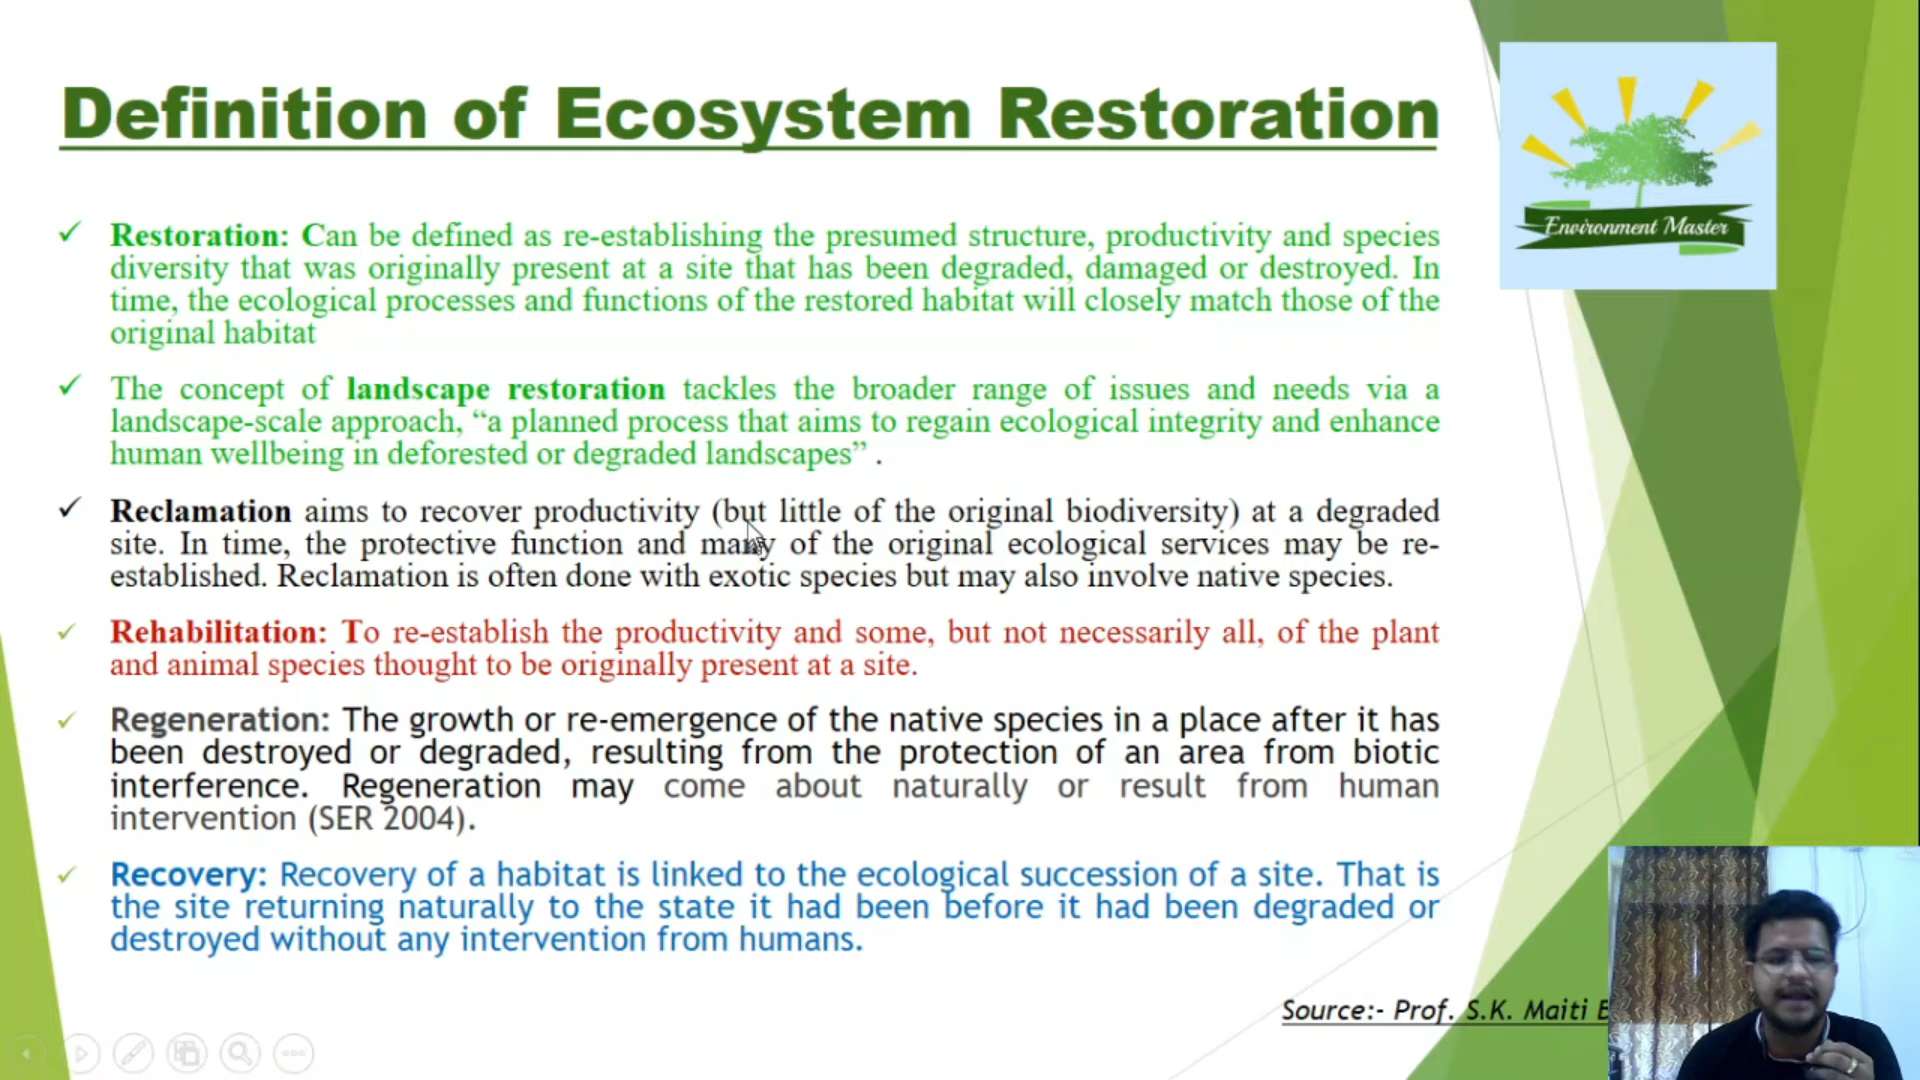 Definition of Ecosystem Restoration
Environment Master
Restoration: Can be defined as re-establishing the presumed structure, productivity and species
diversity that was originally present at a site that has been degraded, damaged or destroyed. In
time, the ecological processes and functions of the restored habitat will closely match those of the
original habitat
The concept of landscape restoration tackles the broader range of issues and needs via a
landscape-scale approach, “a planned process that aims to regain ecological integrity and enhance
human wellbeing in deforested or degraded landscapes” .
Reclamation aims to recover productivity (but little of the original biodiversity) at a degraded
site. In time, the protective function and many of the original ecological services may be re-
established. Reclamation is often done with exotic species but may also involve native species.
Rehabilitation: To re-establish the productivity and some, but not necessarily all, of the plant
and animal species thought to be originally present at a site.
Regeneration: The growth or re-emergence of the native species in a place after it has
been destroyed or degraded, resulting from the protection of an area from biotic
interference. Regeneration may come about naturally or result from human
intervention (SER 2004).
Recovery: Recovery of a habitat is linked to the ecological succession of a site. That is
the site returning naturally to the state it had been before it had been degraded or
destroyed without any intervention from humans.
Source:- Prof. S.K. Maiti